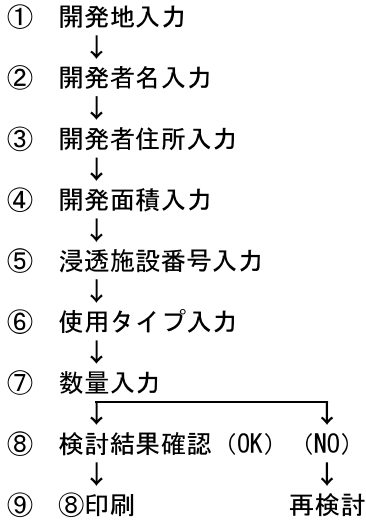 ① 開発地入力
↓
② 開発者名入力
↓
③ 開発者住所入力
↓
④ 開発面積入力
↓
⑤ 浸透施設番号入力
↓
⑥ 使用タイプ入力
↓
⑦ 数量入力
↓ ↓
⑧ 検討結果確認（OK）（NO）
↓ ↓
⑨ ⑧印刷 再検討